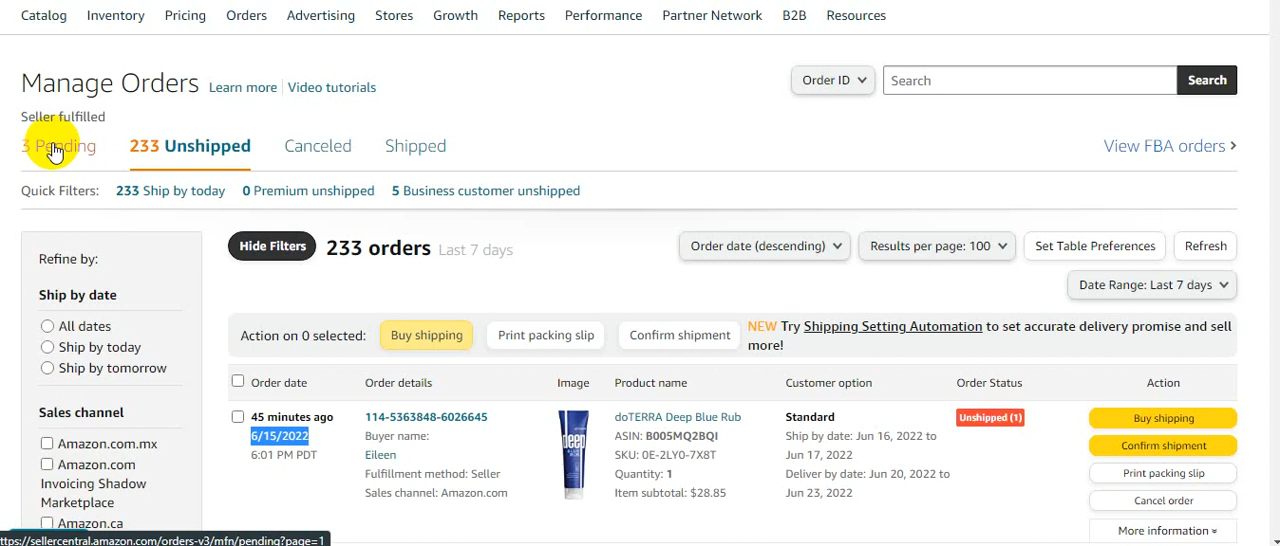 Catalog Inventory Pricing Orders Advertising Stores Growth Reports Performance Partner Network B2B Resources
Manage Orders Learn more Video tutorials
Order ID Search Search
Seller fulfilled
3 Pending 233 Unshipped Canceled Shipped View FBA orders
Quick Filters: 233 Ship by today 0 Premium unshipped 5 Business customer unshipped
Refine by:
Ship by date
All dates
Ship by today
Ship by tomorrow
Sales channel
Amazon.com.mx
Amazon.com
Invoicing Shadow
Marketplace
Amazon.ca
Hide Filters 233 orders Last 7 days Order date (descending) Results per page: 100 Set Table Preferences Refresh
Date Range: Last 7 days
Action on 0 selected: Buy shipping Print packing slip Confirm shipment
NEW Try Shipping Setting Automation to set accurate delivery promise and sell
more!
Order date Order details Image Product name Customer option Order Status Action
45 minutes ago
6/15/2022
6:01 PM PDT
114-5363848-6026645
Buyer name:
Eileen
Fulfillment method: Seller
Sales channel: Amazon.com
deep
BLUE RUB
doTERRA Deep Blue Rub
ASIN: B005MQ2BQI
SKU: 0E-2LY0-7X8T
Quantity: 1
Item subtotal: $28.85
Standard
Ship by date: Jun 16, 2022 to
Jun 17, 2022
Deliver by date: Jun 20, 2022 to
Jun 23, 2022
Unshipped (1)
Buy shipping
Confirm shipment
Print packing slip
Cancel order
More information
ttps://sellercentral.amazon.com/orders-v3/mfn/pending?page=1